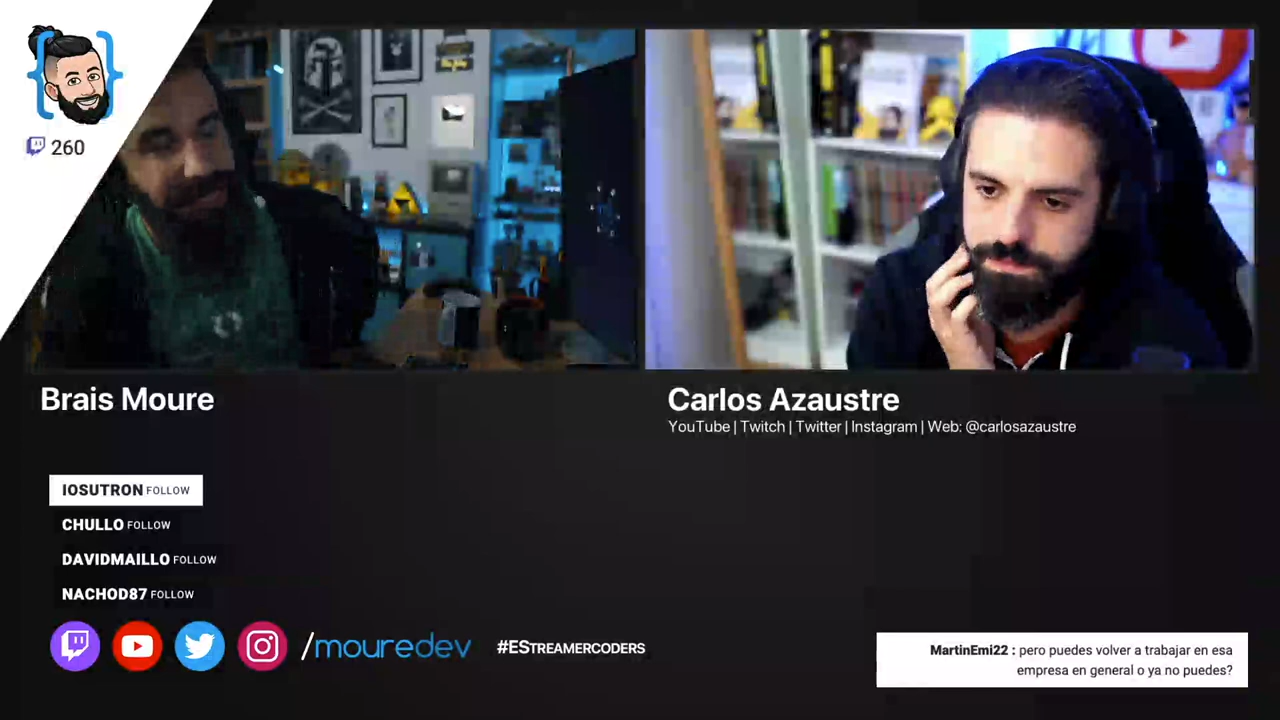 260
Brais Moure
Carlos Azaustre
YouTube | Twitch | Twitter | Instagram | Web: @carlosazaustre
IOSUTRON FOLLOW
CHULLO FOLLOW
DAVIDMAILLO FOLLOW
NACHOD87 FOLLOW
/mouredev
#ESTREAMERCODERS
MartinEmi22 : pero puedes volver a trabajar en esa
empresa en general o ya no puedes?